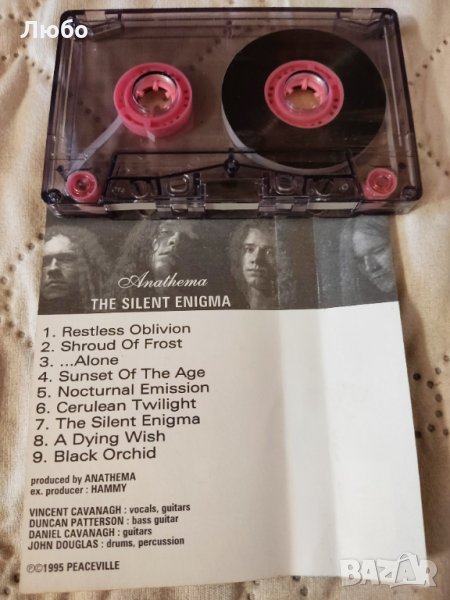 Любо
Anathema
THE SILENT ENIGMA
1. Restless Oblivion
2. Shroud Of Frost
3. ...Alone
4. Sunset Of The Age
5. Nocturnal Emission
6. Cerulean Twilight
7. The Silent Enigma
8. A Dying Wish
9. Black Orchid
produced by ANATHEMA
ex. producer : HAMMY
VINCENT CAVANAGH : vocals, guitars
DUNCAN PATTERSON : bass guitar
DANIEL CAVANAGH : guitars
JOHN DOUGLAS : drums, percussion
℗©1995 PEACEVILLE
BAZAR